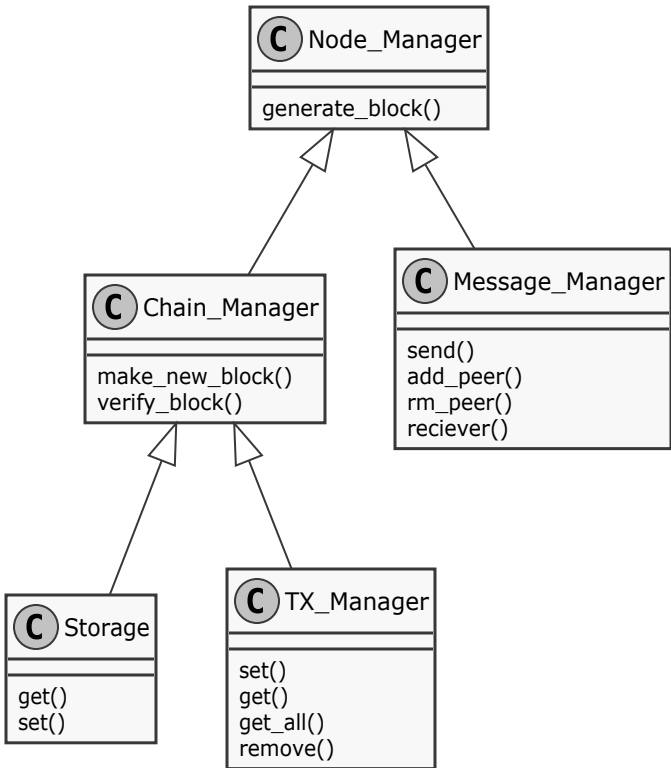 C Node_Manager
generate_block()
C Chain_Manager
make_new_block()
verify_block()
C Message_Manager
send()
add_peer()
rm_peer()
reciever()
C Storage
get()
set()
C TX_Manager
set()
get()
get_all()
remove()